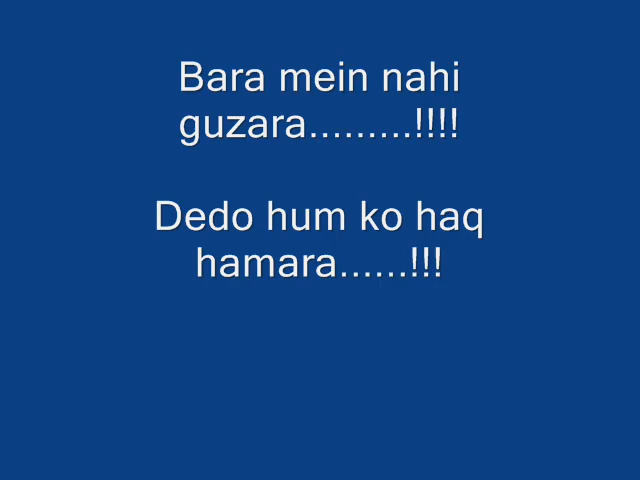 Bara mein nahi
guzara.........!!!!
Dedo hum ko haq
hamara......!!!